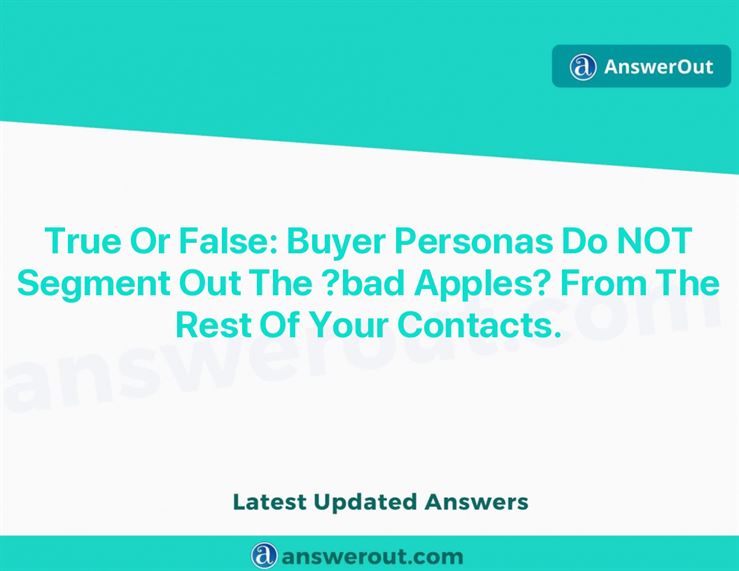 AnswerOut
True Or False: Buyer Personas Do NOT
Segment Out The ?bad Apples? From The
Rest Of Your Contacts.
answerout.com
Latest Updated Answers
answerout.com